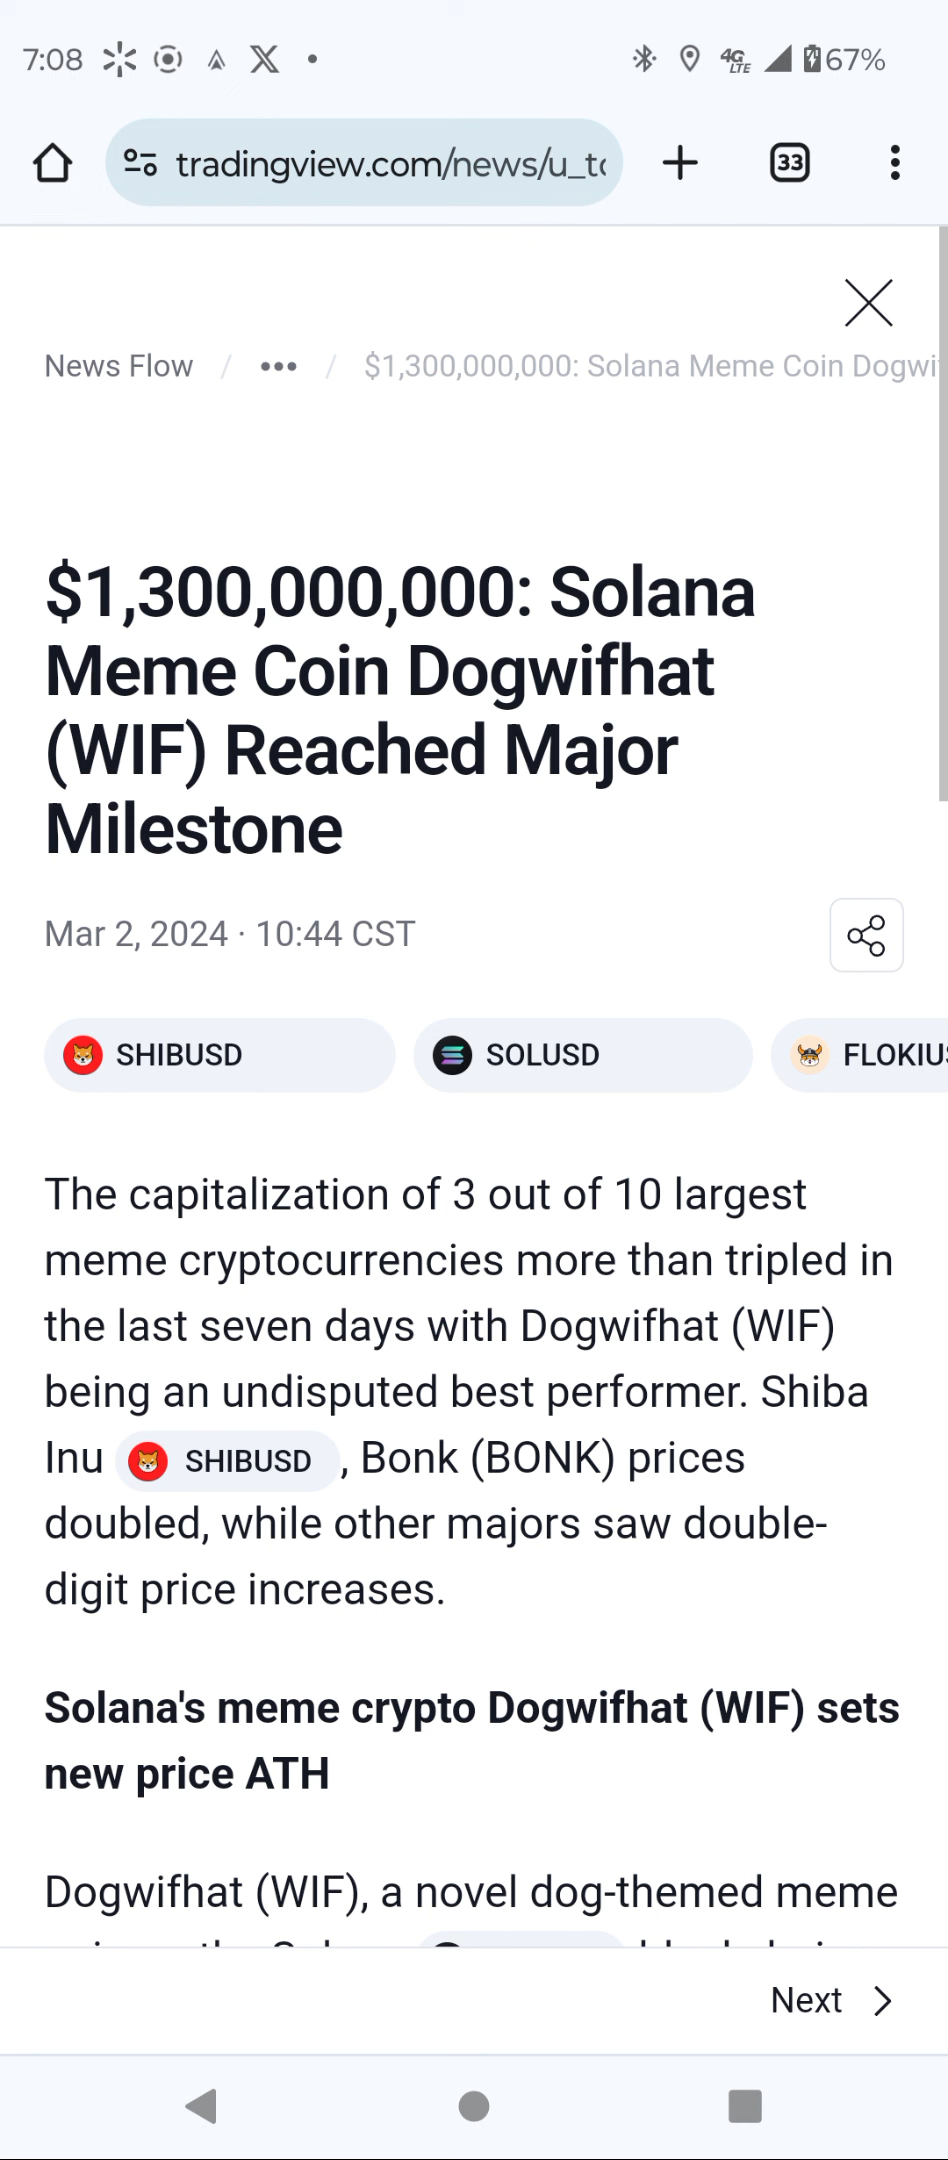 7:08
4G
LTE
67%
tradingview.com/news/u_to
33
News Flow / ••• / $1,300,000,000: Solana Meme Coin Dogwi
$1,300,000,000: Solana
Meme Coin Dogwifhat
(WIF) Reached Major
Milestone
Mar 2, 2024 · 10:44 CST
SHIBUSD SOLUSD FLOKIUS
The capitalization of 3 out of 10 largest
meme cryptocurrencies more than tripled in
the last seven days with Dogwifhat (WIF)
being an undisputed best performer. Shiba
Inu SHIBUSD, Bonk (BONK) prices
doubled, while other majors saw double-
digit price increases.
Solana's meme crypto Dogwifhat (WIF) sets
new price ATH
Dogwifhat (WIF), a novel dog-themed meme
Next